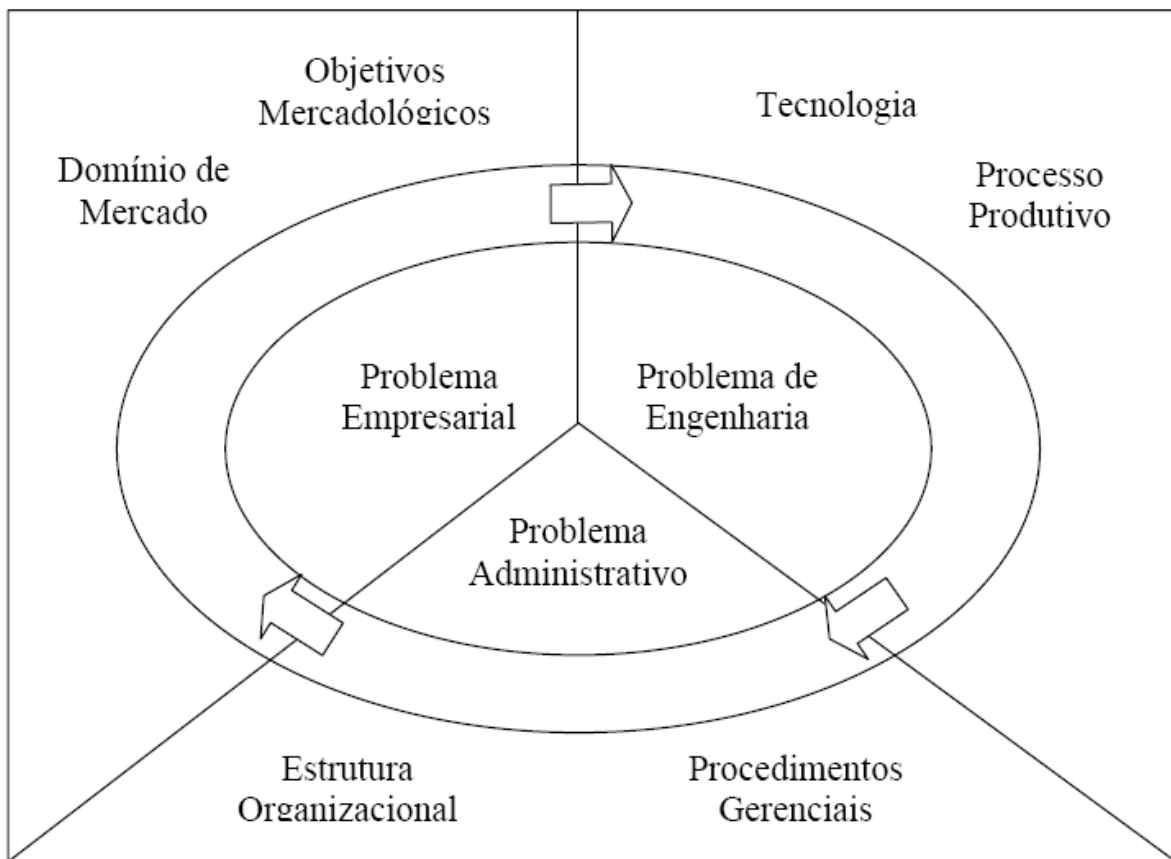 Objetivos
Mercadológicos
Domínio de
Mercado
Tecnologia
Processo
Produtivo
Problema
Empresarial
Problema de
Engenharia
Problema
Administrativo
Estrutura
Organizacional
Procedimentos
Gerenciais